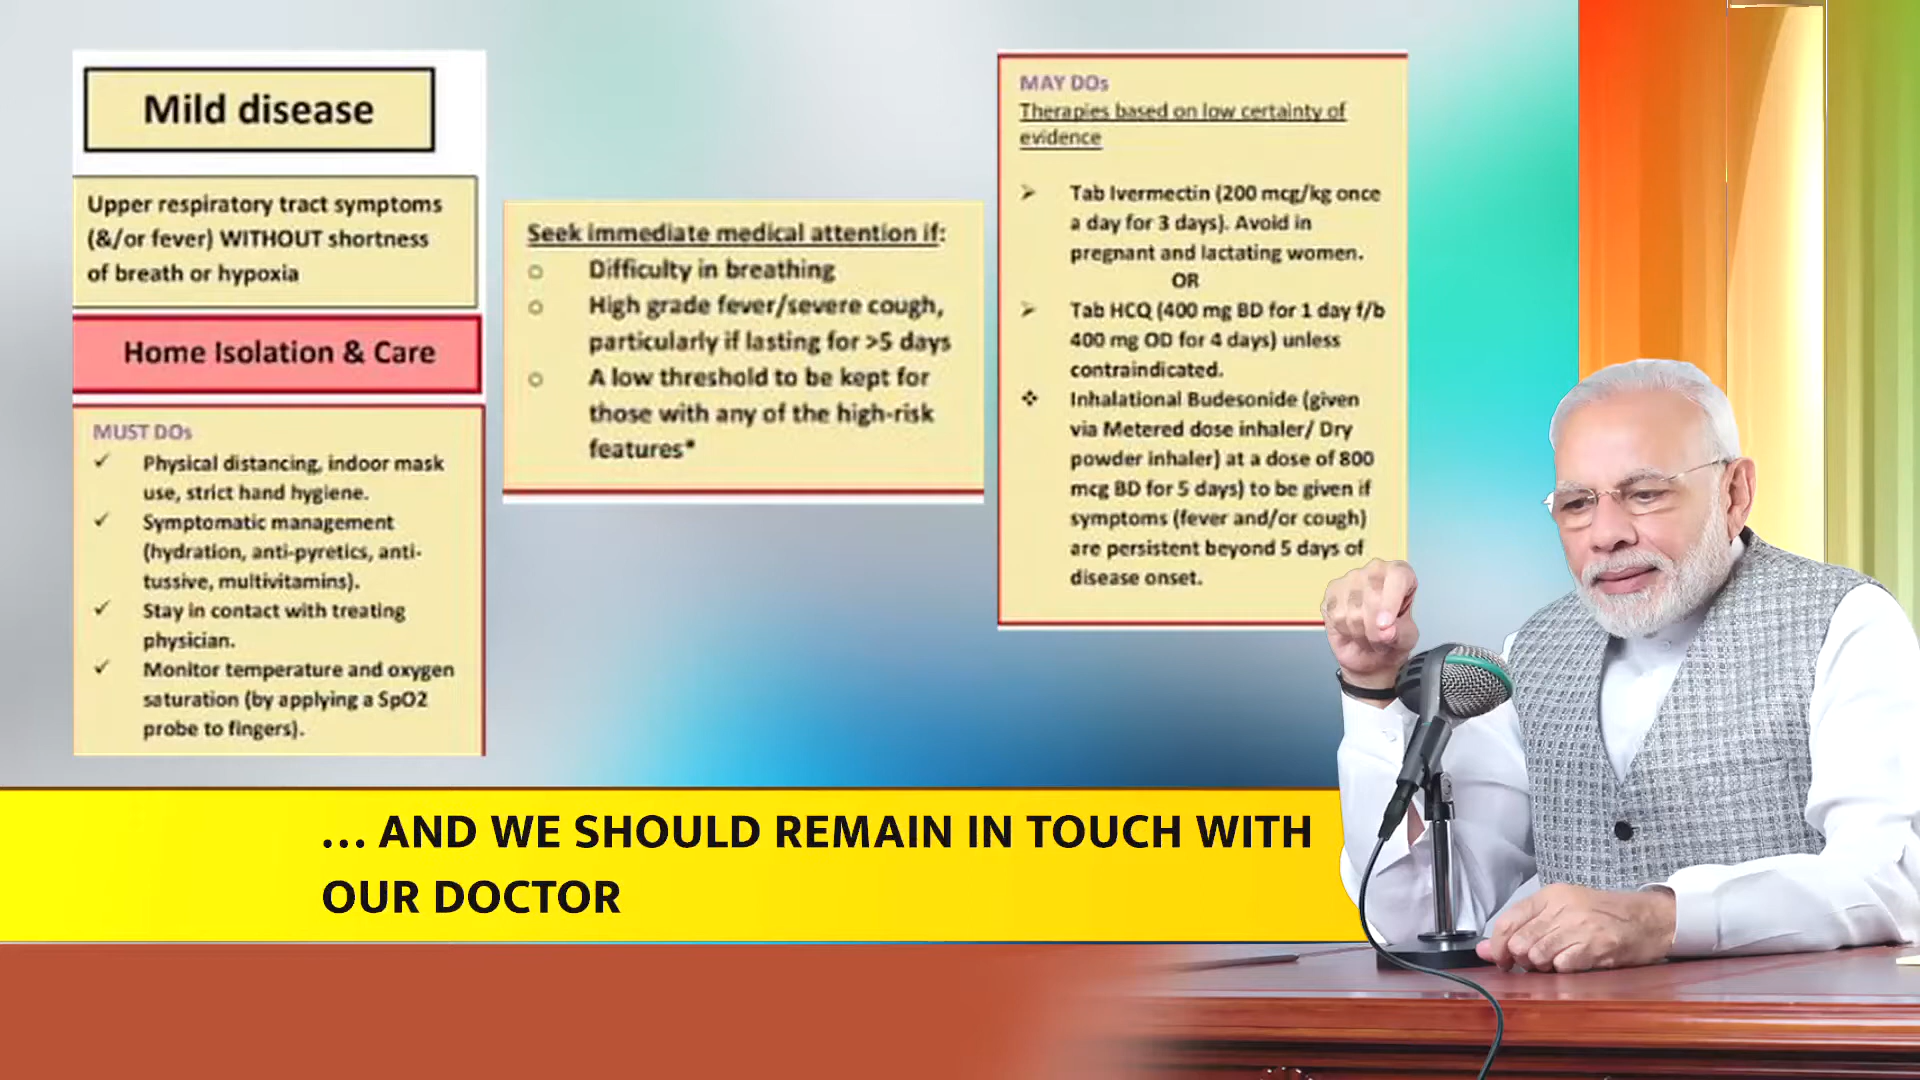 Mild disease
Upper respiratory tract symptoms
(&/or fever) WITHOUT shortness
of breath or hypoxia
Home Isolation & Care
MUST DOs
✓ Physical distancing, indoor mask
use, strict hand hygiene.
✓ Symptomatic management
(hydration, anti-pyretics, anti-
tussive, multivitamins).
✓ Stay in contact with treating
physician.
✓ Monitor temperature and oxygen
saturation (by applying a SpO2
probe to fingers).
Seek immediate medical attention if:
o Difficulty in breathing
o High grade fever/severe cough,
particularly if lasting for >5 days
o A low threshold to be kept for
those with any of the high-risk
features*
MAY DOs
Therapies based on low certainty of
evidence
➢ Tab Ivermectin (200 mcg/kg once
a day for 3 days). Avoid in
pregnant and lactating women.
OR
➢ Tab HCQ (400 mg BD for 1 day f/b
400 mg OD for 4 days) unless
contraindicated.
❖ Inhalational Budesonide (given
via Metered dose inhaler/ Dry
powder inhaler) at a dose of 800
mcg BD for 5 days) to be given if
symptoms (fever and/or cough)
are persistent beyond 5 days of
disease onset.
... AND WE SHOULD REMAIN IN TOUCH WITH
OUR DOCTOR